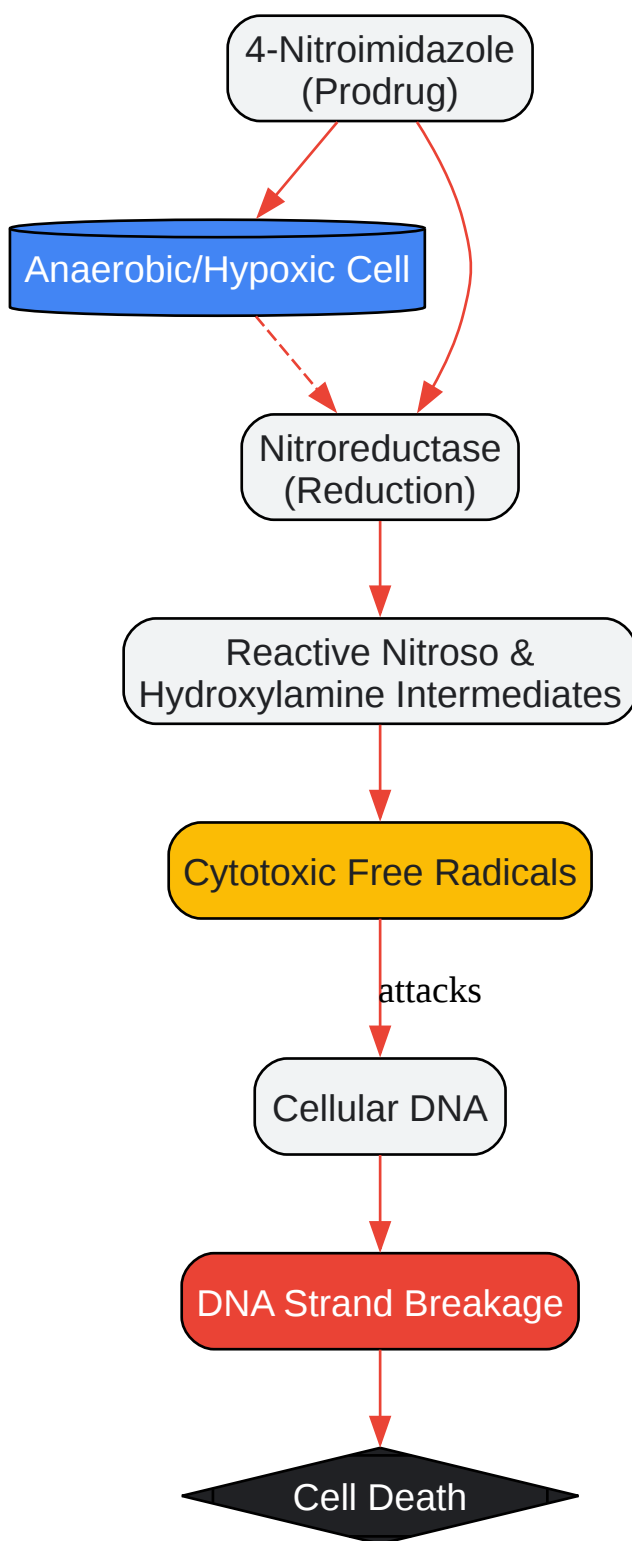 4-Nitroimidazole
(Prodrug)
Anaerobic/Hypoxic Cell
Nitroreductase
(Reduction)
Reactive Nitroso &
Hydroxylamine Intermediates
Cytotoxic Free Radicals
attacks
Cellular DNA
DNA Strand Breakage
Cell Death